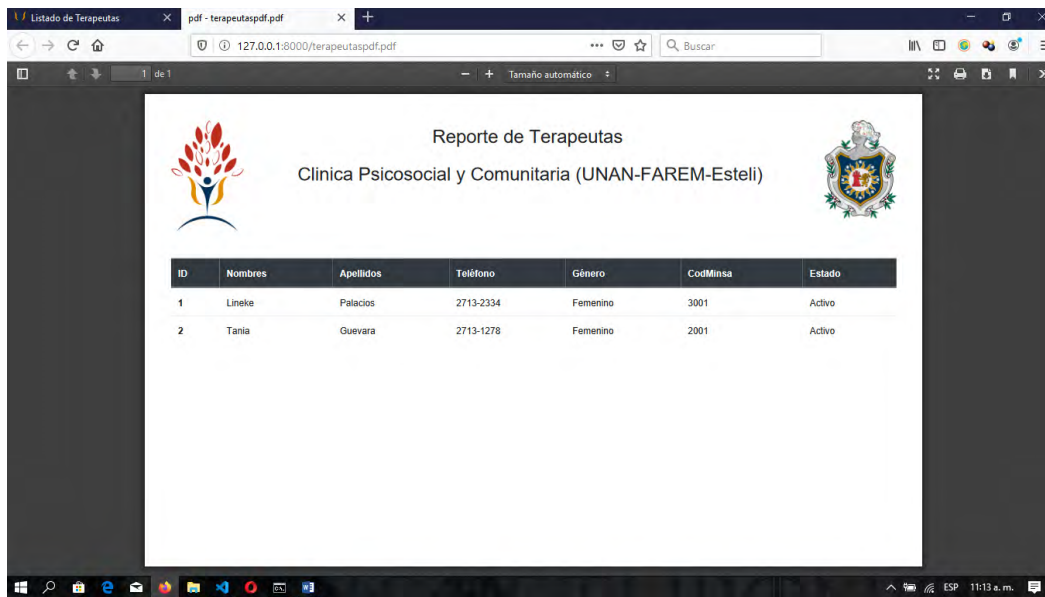 Listado de Terapeutas
pdf - terapeutaspdf.pdf
127.0.0.1:8000/terapeutaspdf.pdf
Buscar
1 de 1
Tamaño automático
Reporte de Terapeutas
Clinica Psicosocial y Comunitaria (UNAN-FAREM-Esteli)
ID Nombres Apellidos Teléfono Género CodMinsa Estado
1 Lineke Palacios 2713-2334 Femenino 3001 Activo
2 Tania Guevara 2713-1278 Femenino 2001 Activo
ESP 11:13 a. m.